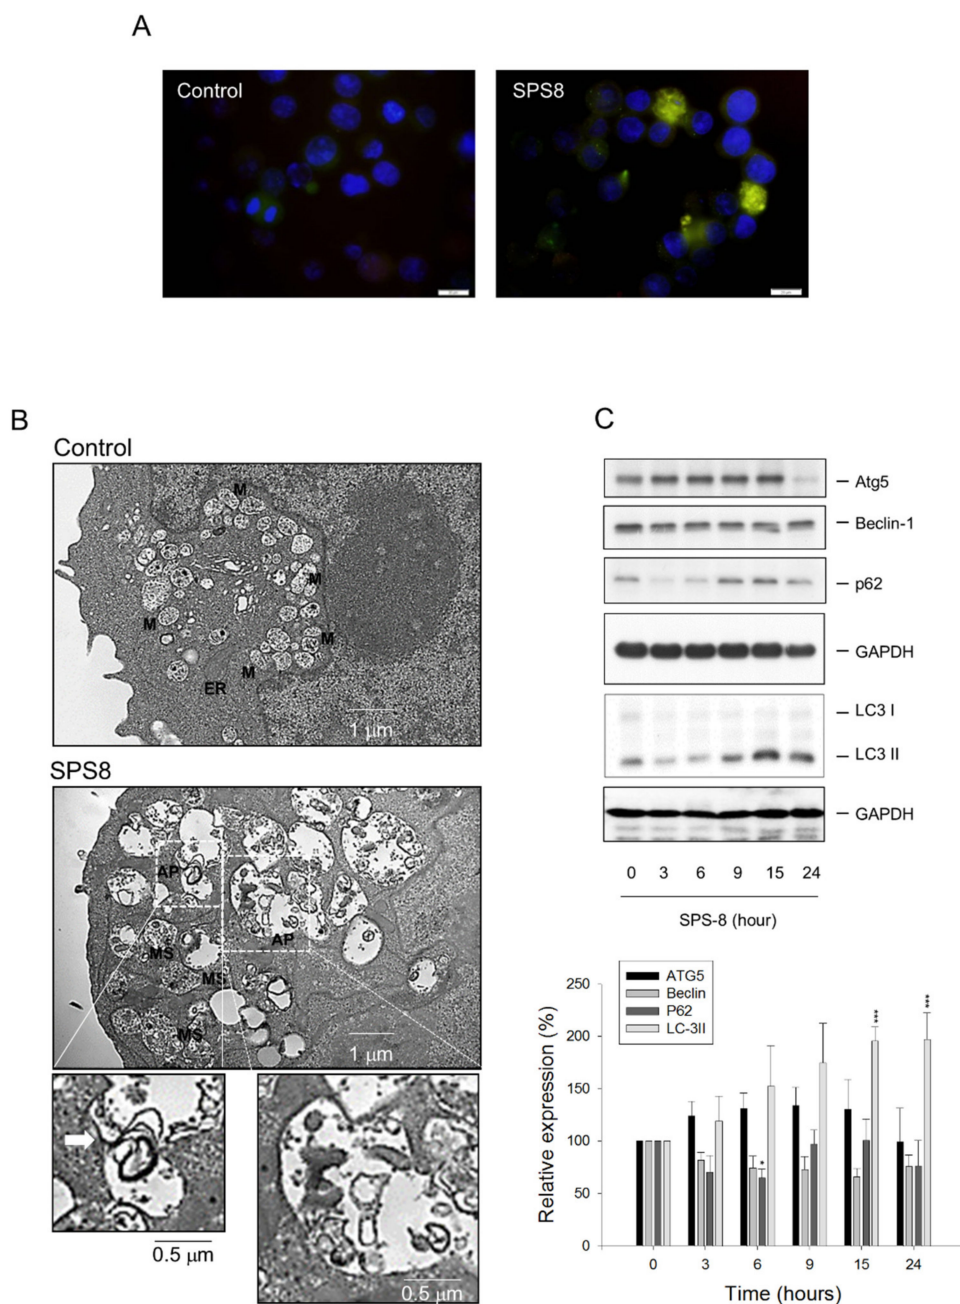 A
Control
SPS8
B
Control
M
M
M
M
M
ER
1 μm
SPS8
AP
AP
MS
MS
MS
1 μm
0.5 μm
0.5 μm
C
Atg5
Beclin-1
p62
GAPDH
LC3 I
LC3 II
GAPDH
0 3 6 9 15 24
SPS-8 (hour)
ATG5
Beclin
P62
LC-3II
Relative expression (%)
250
200
150
100
50
0
*
***
***
0 3 6 9 15 24
Time (hours)